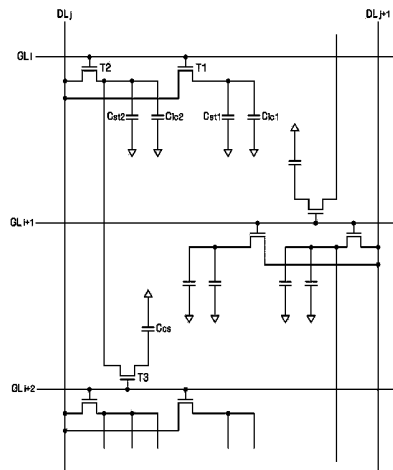 DLj
DLj+1
GLi
T2
T1
Cst2
Clc2
Cst1
Clc1
GLi+1
Ccs
T3
GLi+2